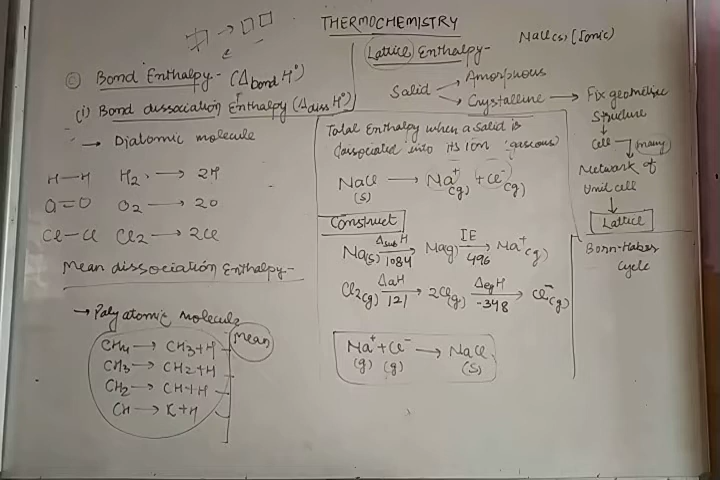 THERMOCHEMISTRY
Bond Enthalpy - (Δbond H°)
(i) Bond dissociation Enthalpy (Δdiss H°)
→ Diatomic molecule
H—H H2 → 2H
O=O O2 → 2O
Cl—Cl Cl2 → 2Cl
Mean dissociation Enthalpy-
→ Polyatomic molecule
CH4 → CH3+H
CH3 → CH2+H
CH2 → CH+H
CH → C+H
Mean
Lattice Enthalpy-
NaCl(s) (Ionic)
Solid → Amorphous
→ Crystalline → Fix geometric
Structure
↓
Cell → many
Network of
Unit cell
↓
Lattice
Total Enthalpy when a solid is
dissociated into its ion (gaseous)
NaCl → Na+ + Cl-
(s) (g) (g)
Construct
Na(s) ΔsubH → Na(g) IE → Na+(g)
1084 496
Cl2(g) ΔaH → 2Cl(g) ΔegH → Cl-(g)
121 -348
Na+ + Cl- → NaCl
(g) (g) (s)
Born-Haber
Cycle